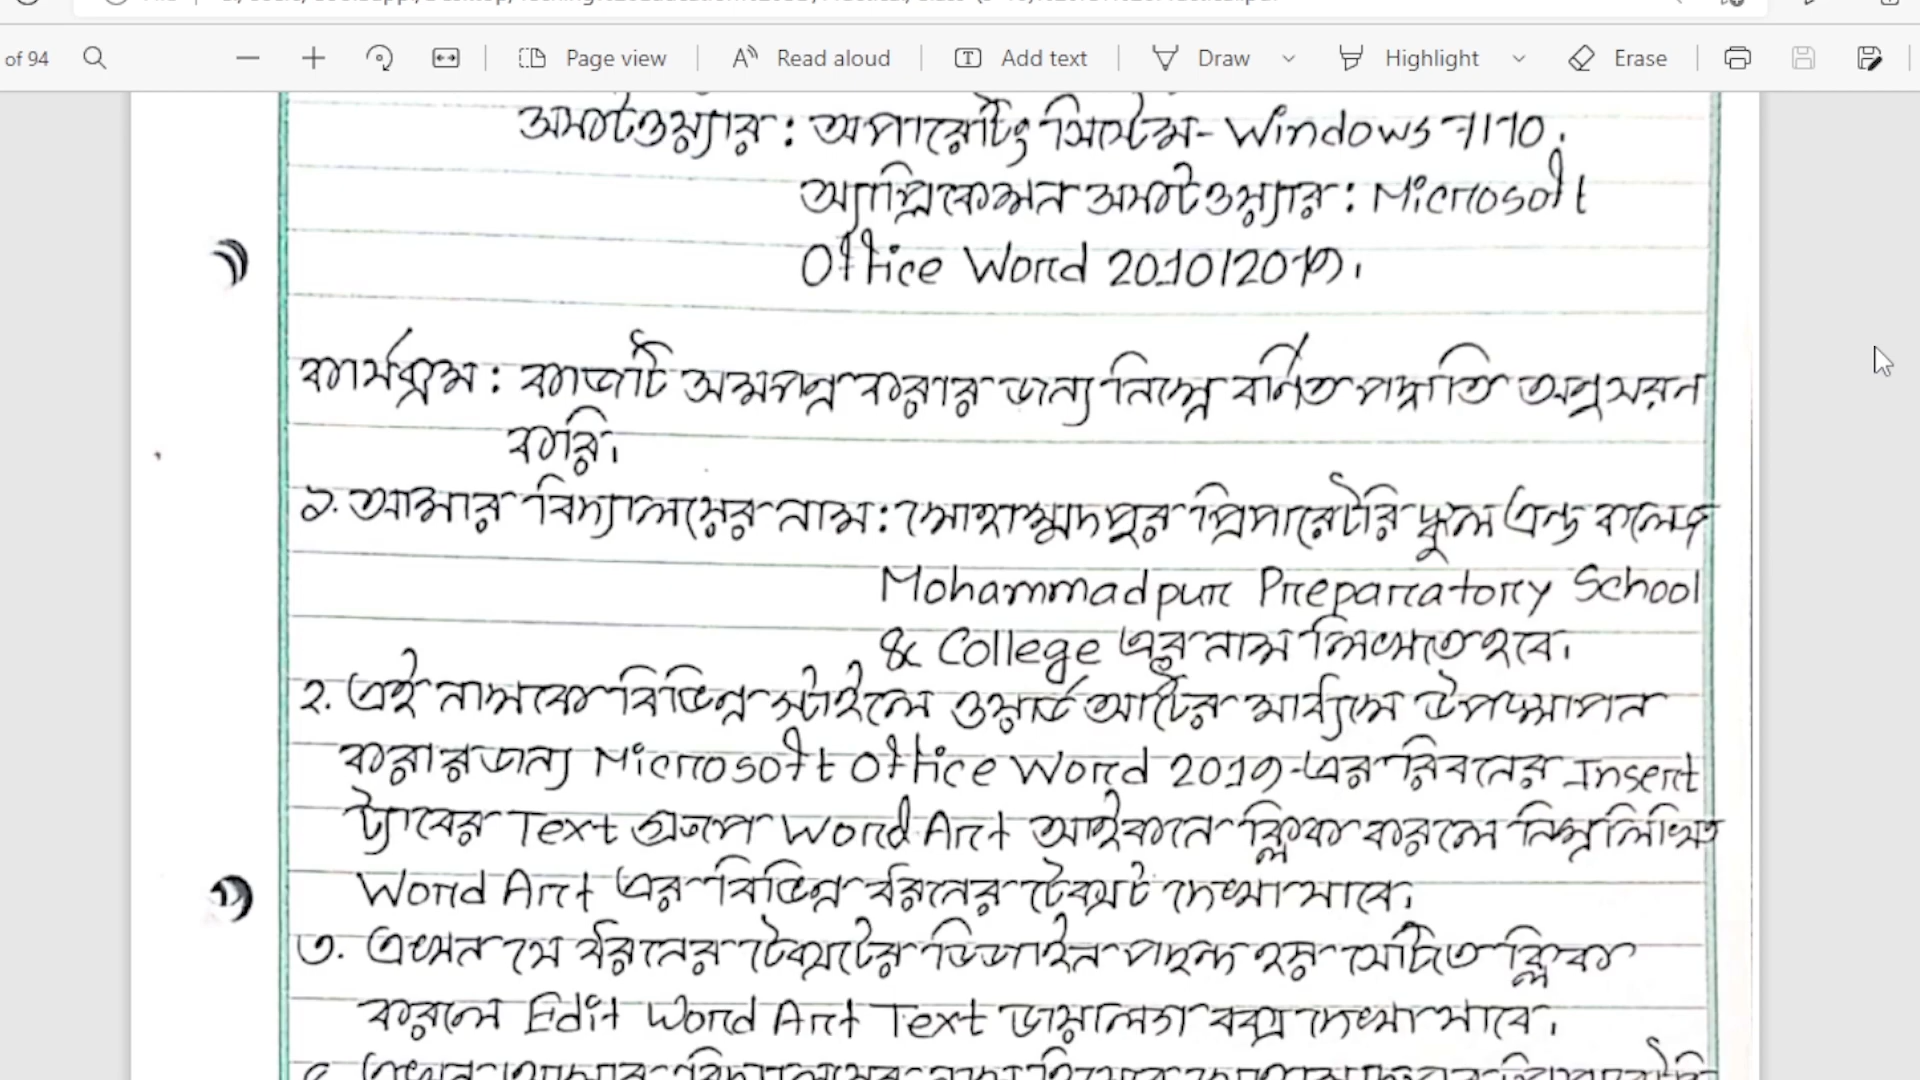 of 94 Page view Read aloud Add text Draw Highlight Erase
সফটওয়্যার : অপারেটিং সিস্টেম- Windows 7/10.
অ্যাপ্লিকেশন সফটওয়্যার : Microsoft
Office Word 2010/2019.
কার্যক্রম : কাজটি সম্পন্ন করার জন্য নিম্নে বর্ণিত পদ্ধতি অনুসরন
করি।
১. আমার বিদ্যালয়ের নাম : মোহাম্মদপুর প্রিপারেটরি স্কুল এন্ড কলেজ
Mohammadpur Preparatory School
& College এর নাম লিখতে হবে।
২. এই নামকে বিভিন্ন স্টাইলে ওয়ার্ড আর্টের মাধ্যমে উপস্থাপন
করার জন্য Microsoft Office Word 2019-এর রিবনের Insert
ট্যাবের Text গ্রুপে Word Art আইকনে ক্লিক করলে নিম্নলিখিত
Word Art এর বিভিন্ন ধরনের টেক্সট দেখা যাবে।
৩. এখন যে ধরনের টেক্সটের ডিজাইন পছন্দ হয় সেটিতে ক্লিক
করলে Edit Word Art Text ডায়ালগ বক্স দেখা যাবে।